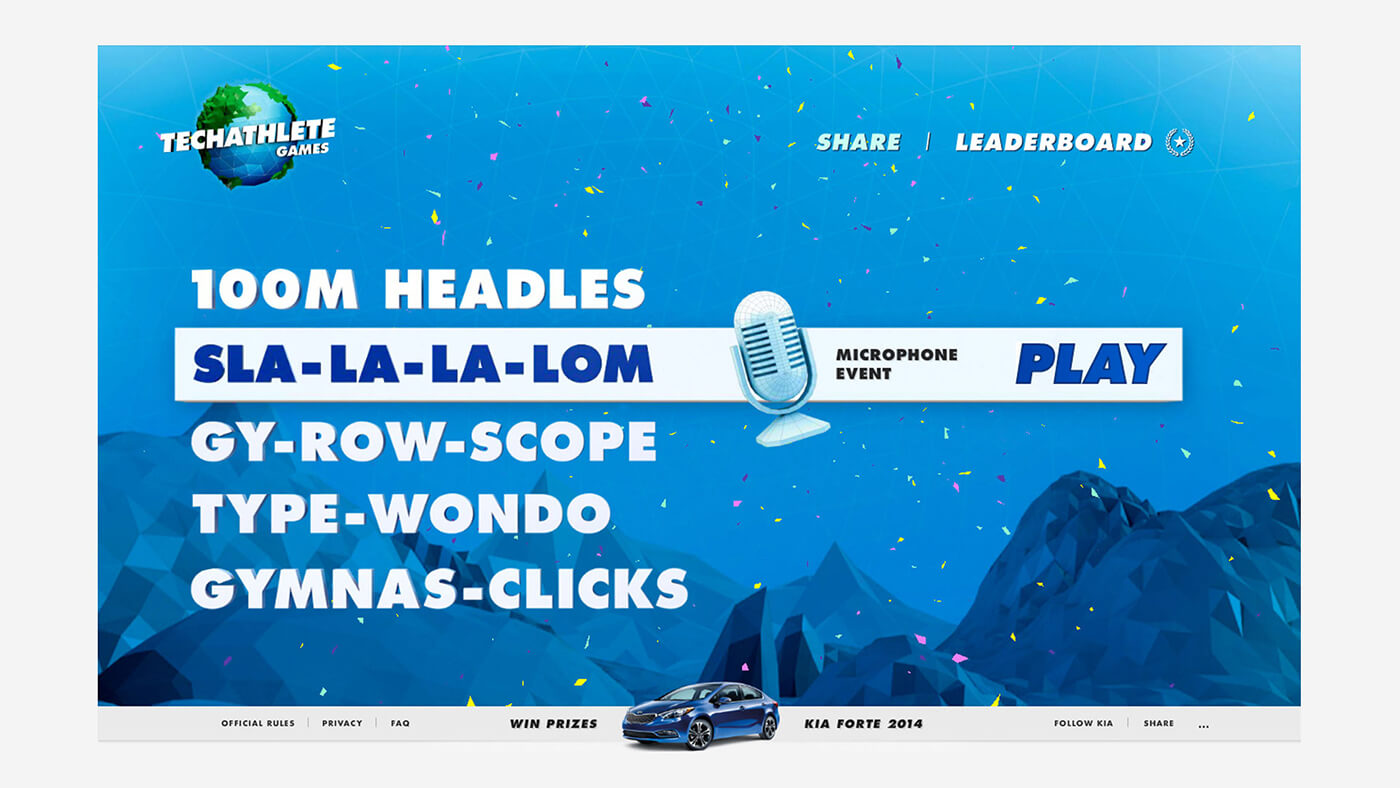 TECHATHLETE
GAMES
SHARE | LEADERBOARD
100M HEADLES
SLA-LA-LA-LOM
MICROPHONE
EVENT
PLAY
GY-ROW-SCOPE
TYPE-WONDO
GYMNAS-CLICKS
OFFICIAL RULES | PRIVACY | FAQ
WIN PRIZES
KIA FORTE 2014
FOLLOW KIA | SHARE ...